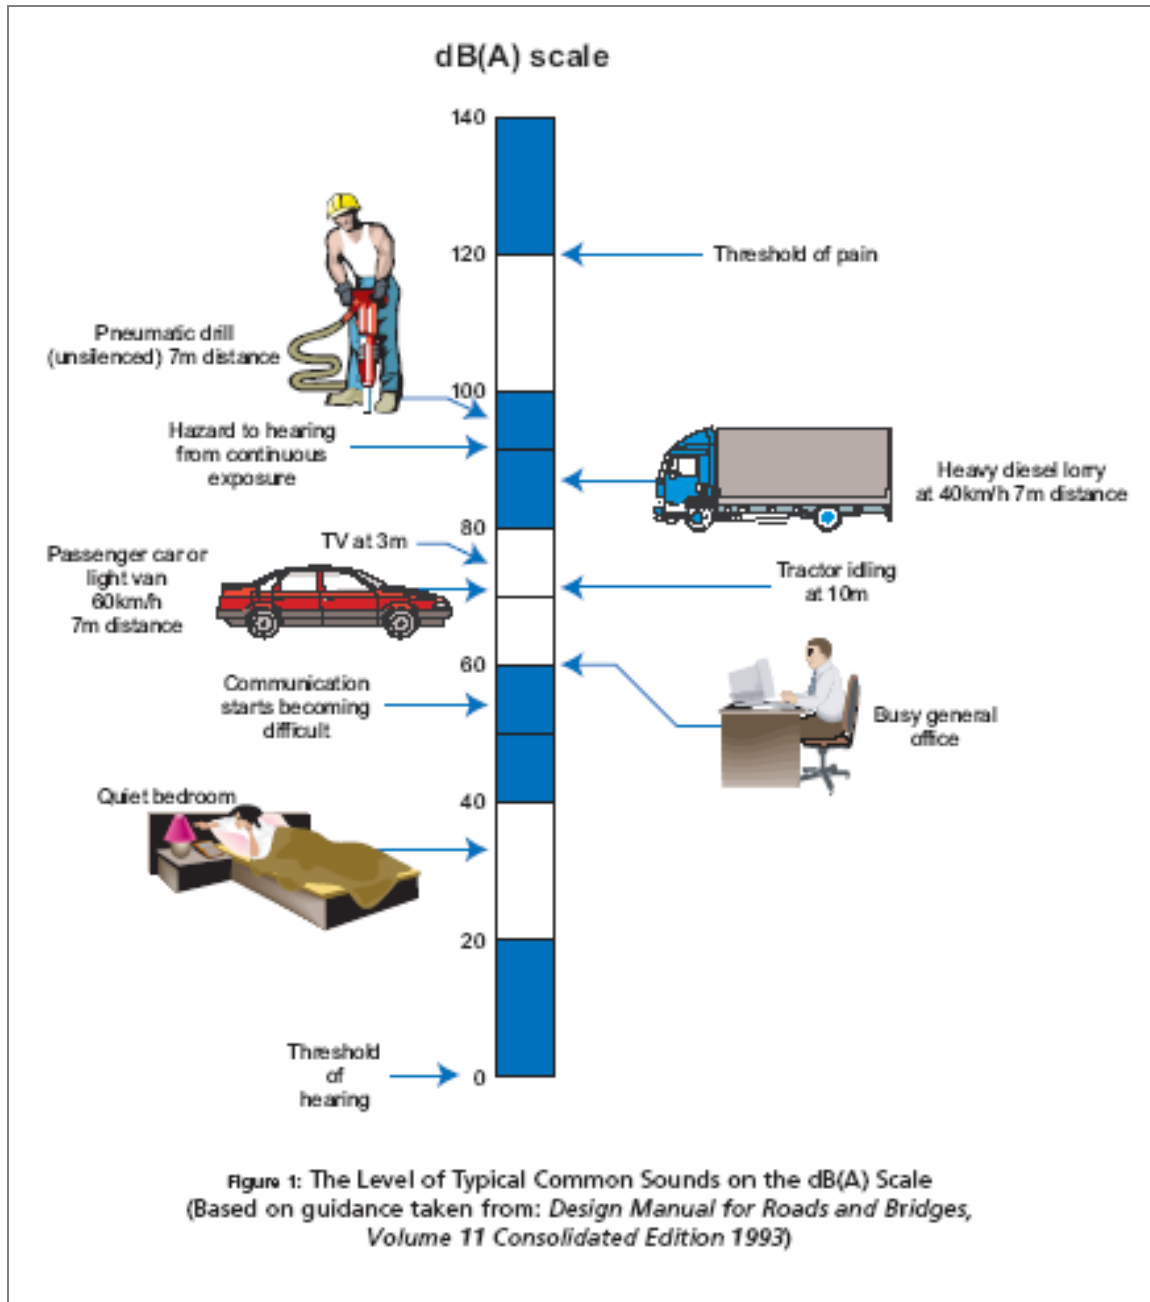 dB(A) scale
140
120
Threshold of pain
Pneumatic drill
(unsilenced) 7m distance
100
Hazard to hearing
from continuous
exposure
Heavy diesel lorry
at 40km/h 7m distance
80
TV at 3m
Passenger car or
light van
60km/h
7m distance
Tractor idling
at 10m
60
Communication
starts becoming
difficult
Busy general
office
Quiet bedroom
40
20
Threshold
of
hearing
0
Figure 1: The Level of Typical Common Sounds on the dB(A) Scale
(Based on guidance taken from: Design Manual for Roads and Bridges,
Volume 11 Consolidated Edition 1993)